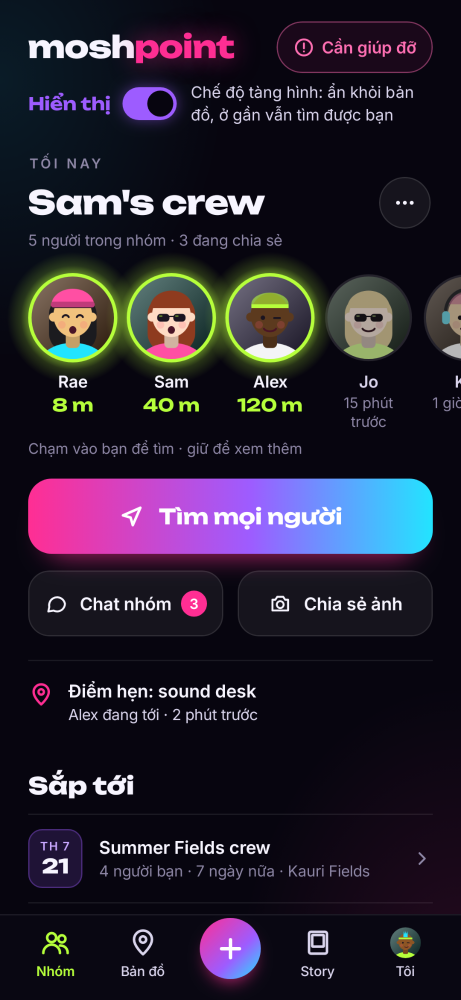 moshpoint
Cần giúp đỡ
Hiển thị
Chế độ tàng hình: ẩn khỏi bản
đồ, ở gần vẫn tìm được bạn
TỐI NAY
Sam's crew
5 người trong nhóm · 3 đang chia sẻ
Rae
8 m
Sam
40 m
Alex
120 m
Jo
15 phút
trước
K
1 giờ
Chạm vào bạn để tìm · giữ để xem thêm
Tìm mọi người
Chat nhóm 3
Chia sẻ ảnh
Điểm hẹn: sound desk
Alex đang tới · 2 phút trước
Sắp tới
TH 7
21
Summer Fields crew
4 người bạn · 7 ngày nữa · Kauri Fields
Nhóm
Bản đồ
Story
Tôi